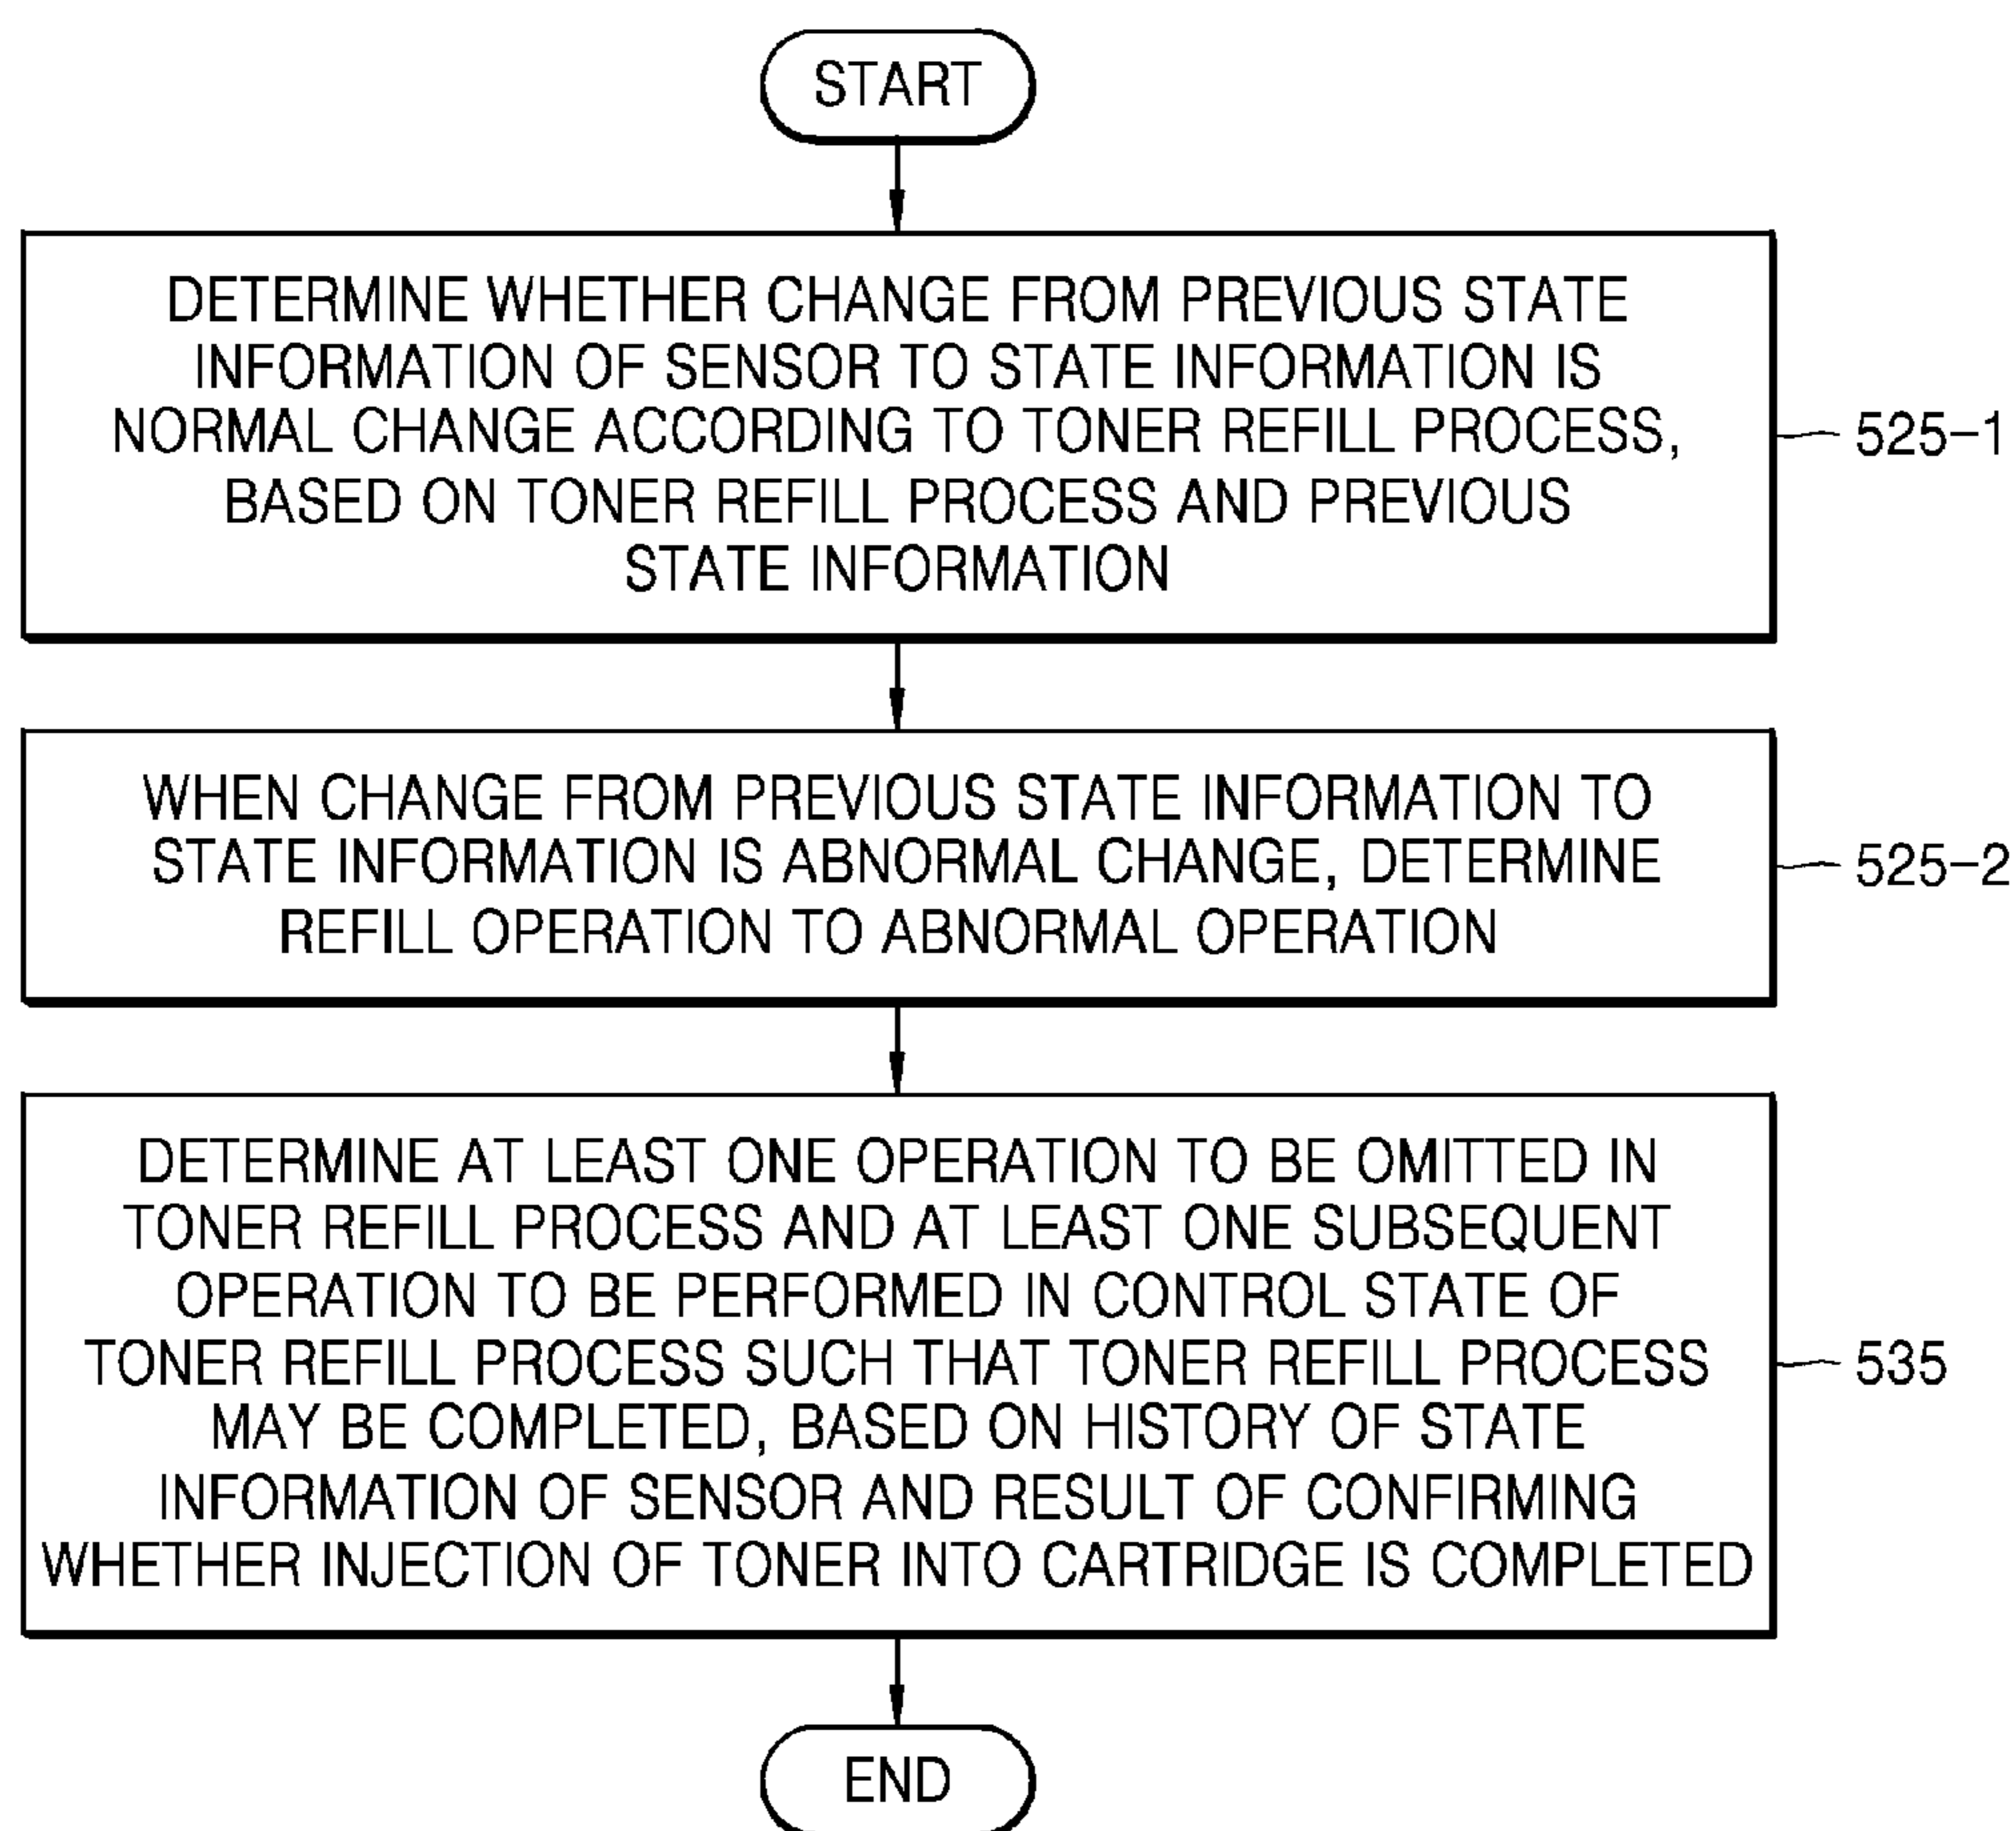 START
DETERMINE WHETHER CHANGE FROM PREVIOUS STATE
INFORMATION OF SENSOR TO STATE INFORMATION IS
NORMAL CHANGE ACCORDING TO TONER REFILL PROCESS,
BASED ON TONER REFILL PROCESS AND PREVIOUS
STATE INFORMATION
525-1
WHEN CHANGE FROM PREVIOUS STATE INFORMATION TO
STATE INFORMATION IS ABNORMAL CHANGE, DETERMINE
REFILL OPERATION TO ABNORMAL OPERATION
525-2
DETERMINE AT LEAST ONE OPERATION TO BE OMITTED IN
TONER REFILL PROCESS AND AT LEAST ONE SUBSEQUENT
OPERATION TO BE PERFORMED IN CONTROL STATE OF
TONER REFILL PROCESS SUCH THAT TONER REFILL PROCESS
MAY BE COMPLETED, BASED ON HISTORY OF STATE
INFORMATION OF SENSOR AND RESULT OF CONFIRMING
WHETHER INJECTION OF TONER INTO CARTRIDGE IS COMPLETED
535
END